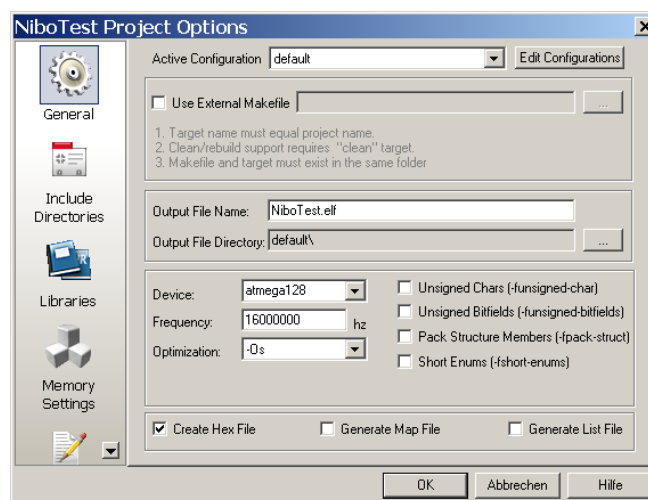 NiboTest Project Options
General
Include
Directories
Libraries
Memory
Settings
Active Configuration default Edit Configurations
Use External Makefile ...
1. Target name must equal project name.
2. Clean/rebuild support requires "clean" target.
3. Makefile and target must exist in the same folder
Output File Name: NiboTest.elf
Output File Directory: default\ ...
Device: atmega128
Frequency: 16000000 hz
Optimization: -Os
Unsigned Chars (-funsigned-char)
Unsigned Bitfields (-funsigned-bitfields)
Pack Structure Members (-fpack-struct)
Short Enums (-fshort-enums)
Create Hex File Generate Map File Generate List File
OK Abbrechen Hilfe